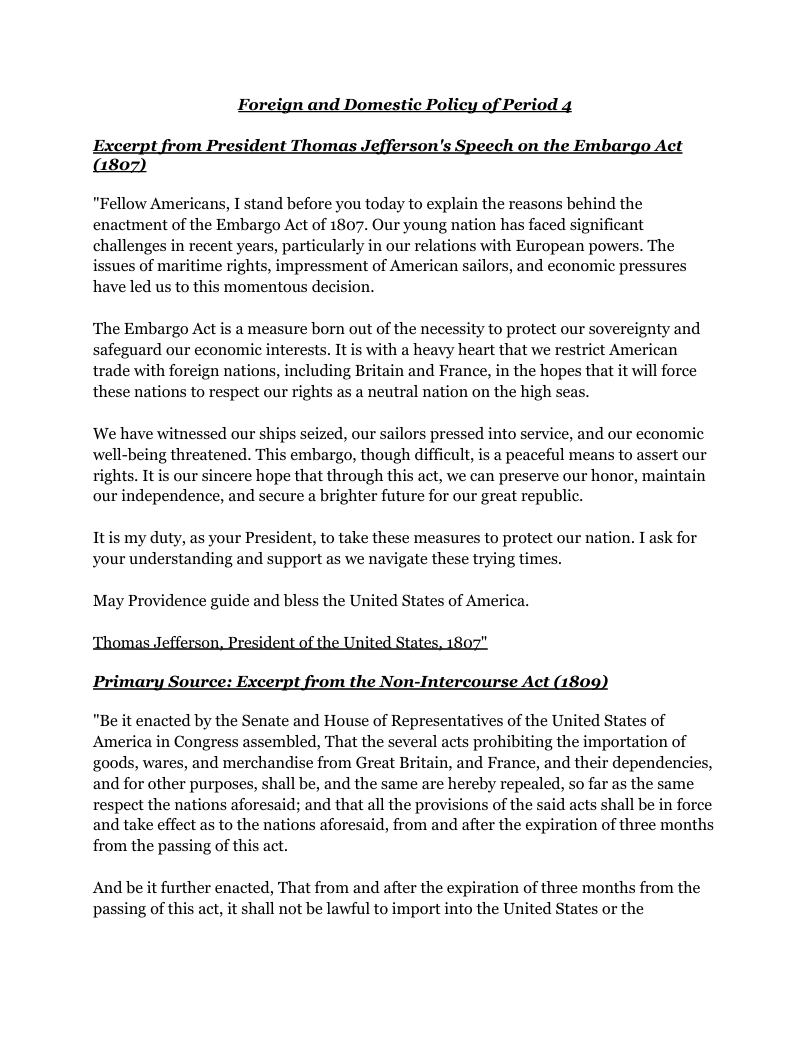 Foreign and Domestic Policy of Period 4
Excerpt from President Thomas Jefferson's Speech on the Embargo Act
(1807)
"Fellow Americans, I stand before you today to explain the reasons behind the
enactment of the Embargo Act of 1807. Our young nation has faced significant
challenges in recent years, particularly in our relations with European powers. The
issues of maritime rights, impressment of American sailors, and economic pressures
have led us to this momentous decision.
The Embargo Act is a measure born out of the necessity to protect our sovereignty and
safeguard our economic interests. It is with a heavy heart that we restrict American
trade with foreign nations, including Britain and France, in the hopes that it will force
these nations to respect our rights as a neutral nation on the high seas.
We have witnessed our ships seized, our sailors pressed into service, and our economic
well-being threatened. This embargo, though difficult, is a peaceful means to assert our
rights. It is our sincere hope that through this act, we can preserve our honor, maintain
our independence, and secure a brighter future for our great republic.
It is my duty, as your President, to take these measures to protect our nation. I ask for
your understanding and support as we navigate these trying times.
May Providence guide and bless the United States of America.
Thomas Jefferson, President of the United States, 1807"
Primary Source: Excerpt from the Non-Intercourse Act (1809)
"Be it enacted by the Senate and House of Representatives of the United States of
America in Congress assembled, That the several acts prohibiting the importation of
goods, wares, and merchandise from Great Britain, and France, and their dependencies,
and for other purposes, shall be, and the same are hereby repealed, so far as the same
respect the nations aforesaid; and that all the provisions of the said acts shall be in force
and take effect as to the nations aforesaid, from and after the expiration of three months
from the passing of this act.
And be it further enacted, That from and after the expiration of three months from the
passing of this act, it shall not be lawful to import into the United States or the